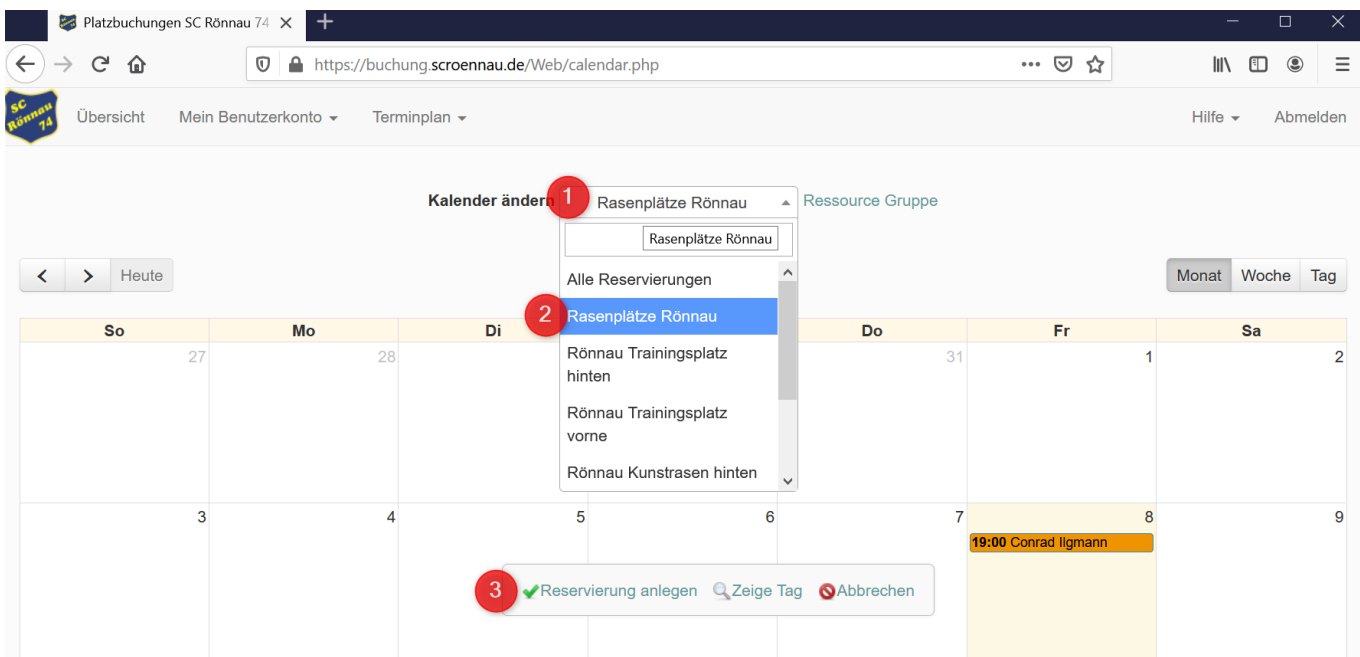 Platzbuchungen SC Rönnau 74
https://buchung.scroennau.de/Web/calendar.php
SC
Rönnau
74
Übersicht Mein Benutzerkonto Terminplan Hilfe Abmelden
Kalender ändern 1 Rasenplätze Rönnau Ressource Gruppe
Rasenplätze Rönnau
Alle Reservierungen
2 Rasenplätze Rönnau
Rönnau Trainingsplatz
hinten
Rönnau Trainingsplatz
vorne
Rönnau Kunstrasen hinten
Heute Monat Woche Tag
So Mo Di Do Fr Sa
27 28 31 1 2
3 4 5 6 7 8 9
19:00 Conrad Ilgmann
3 Reservierung anlegen Zeige Tag Abbrechen